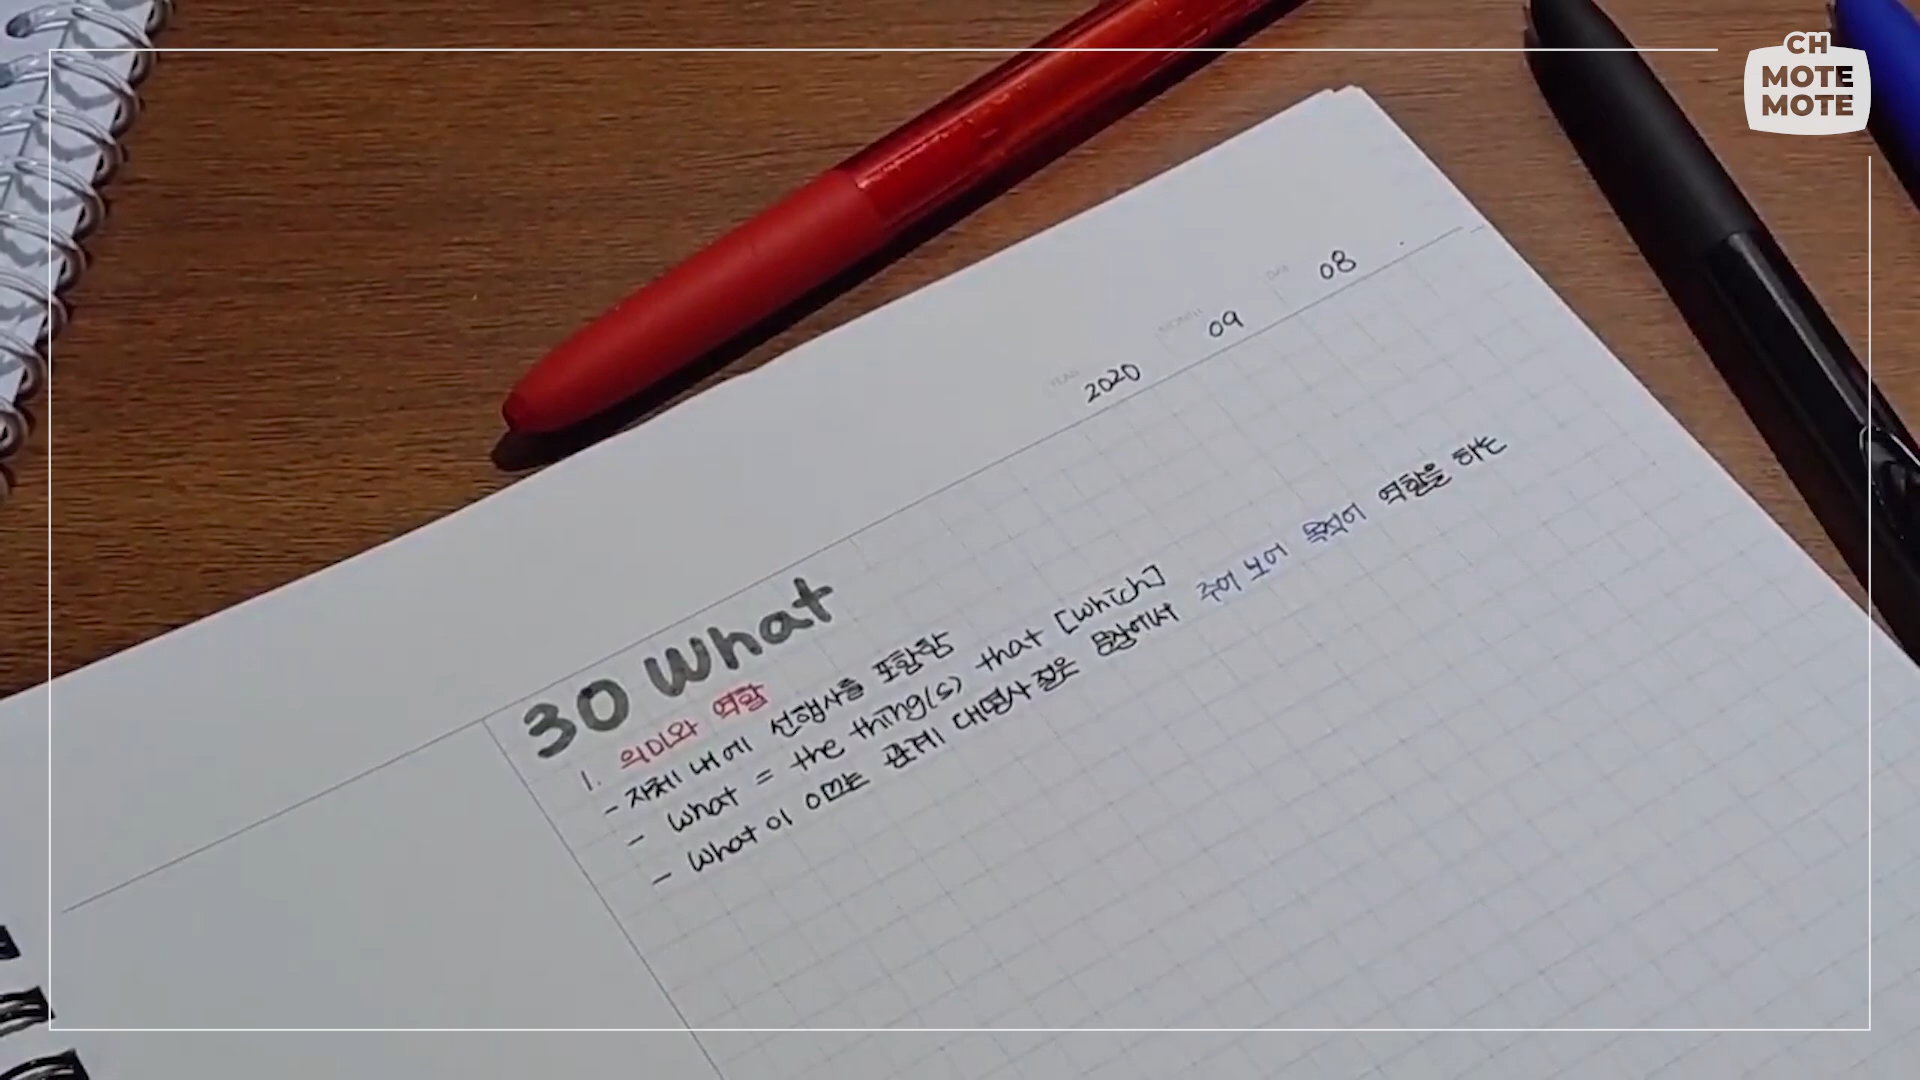 CH
MOTE
MOTE
YEAR 2020 MONTH 09 DAY 08
30 What
1. 의미와 역할
- 자체 내에 선행사를 포함함
- What = the thing(s) that [which]
- What이 이끄는 관계 대명사절은 문장에서 주어 보어 목적어 역할을 하는